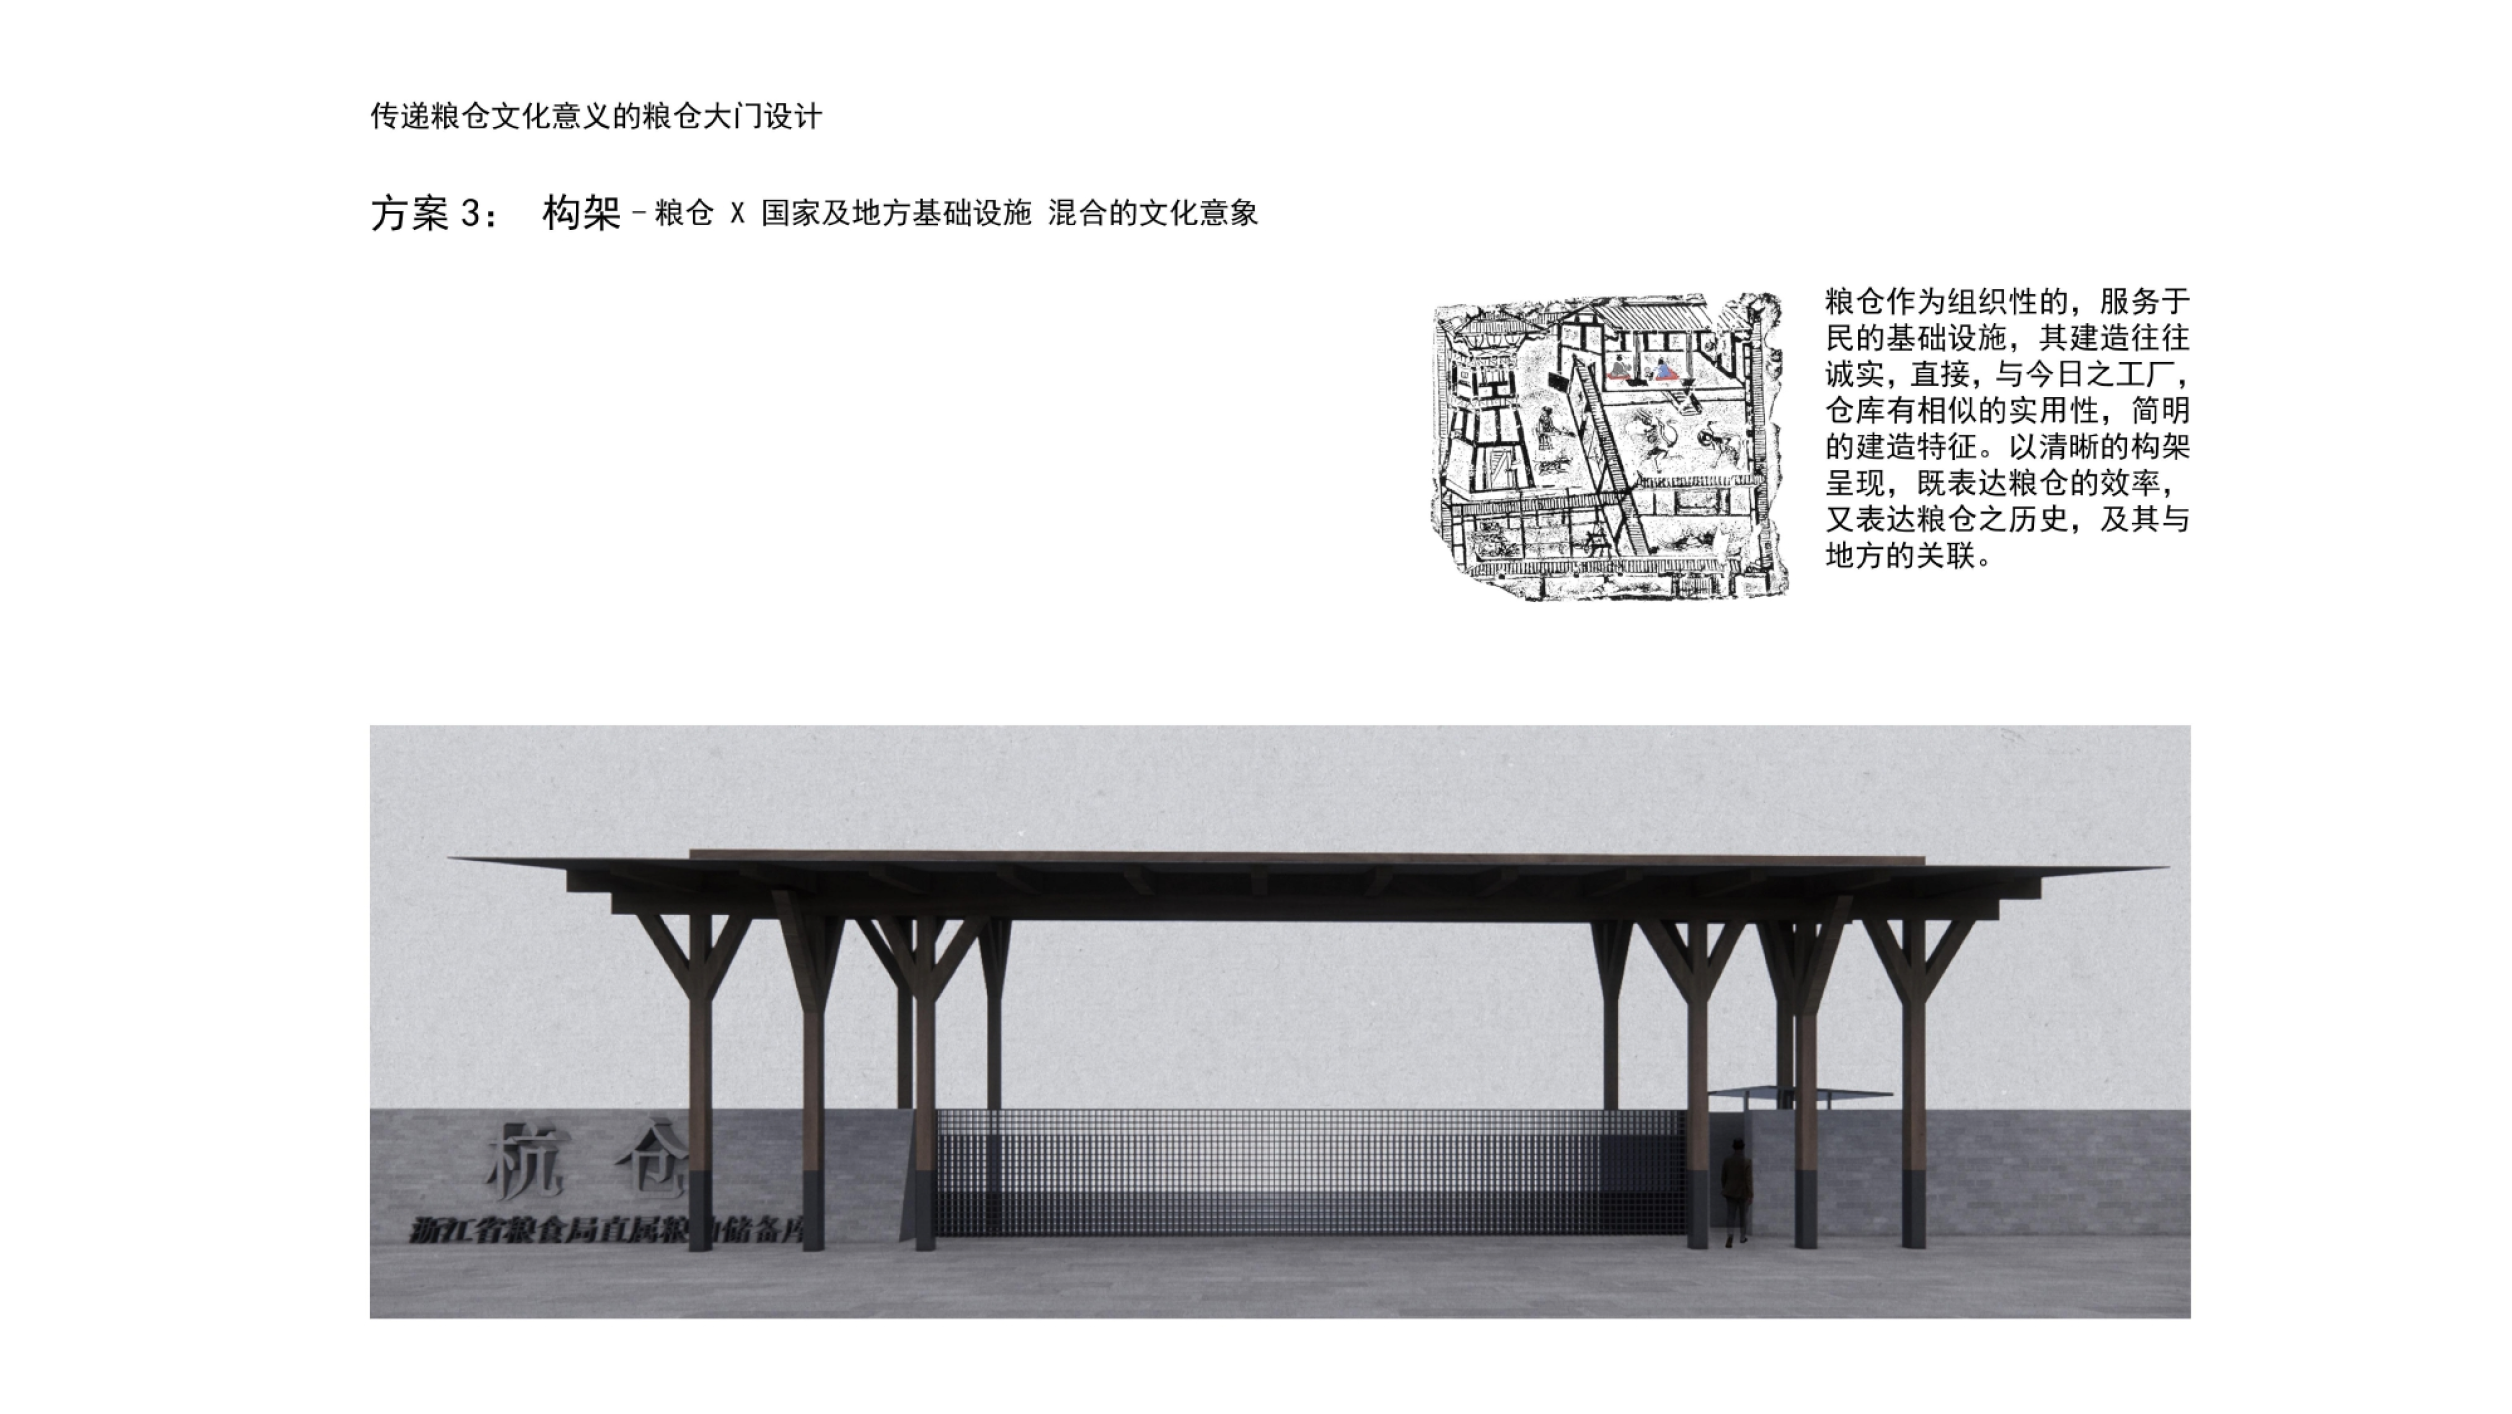 传递粮仓文化意义的粮仓大门设计
方案 3： 构架 – 粮仓 X 国家及地方基础设施 混合的文化意象
粮仓作为组织性的，服务于
民的基础设施，其建造往往
诚实，直接，与今日之工厂，
仓库有相似的实用性，简明
的建造特征。以清晰的构架
呈现，既表达粮仓的效率，
又表达粮仓之历史，及其与
地方的关联。
杭 仓
浙江省粮食局直属粮油储备库